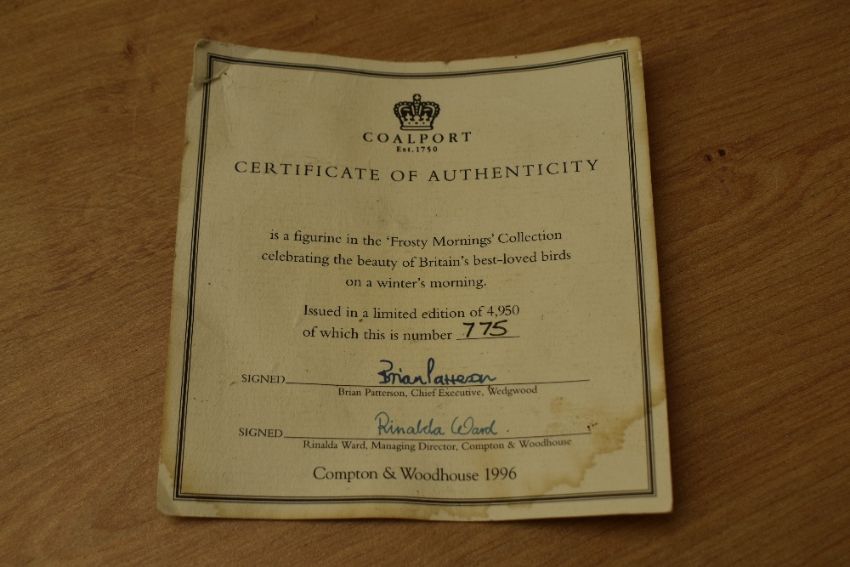 COALPORT
Est. 1750
CERTIFICATE OF AUTHENTICITY
is a figurine in the 'Frosty Mornings' Collection
celebrating the beauty of Britain's best-loved birds
on a winter's morning.
Issued in a limited edition of 4,950
of which this is number 775
SIGNED Brian Patterson
Brian Patterson, Chief Executive, Wedgwood
SIGNED Rinalda Ward
Rinalda Ward, Managing Director, Compton & Woodhouse
Compton & Woodhouse 1996